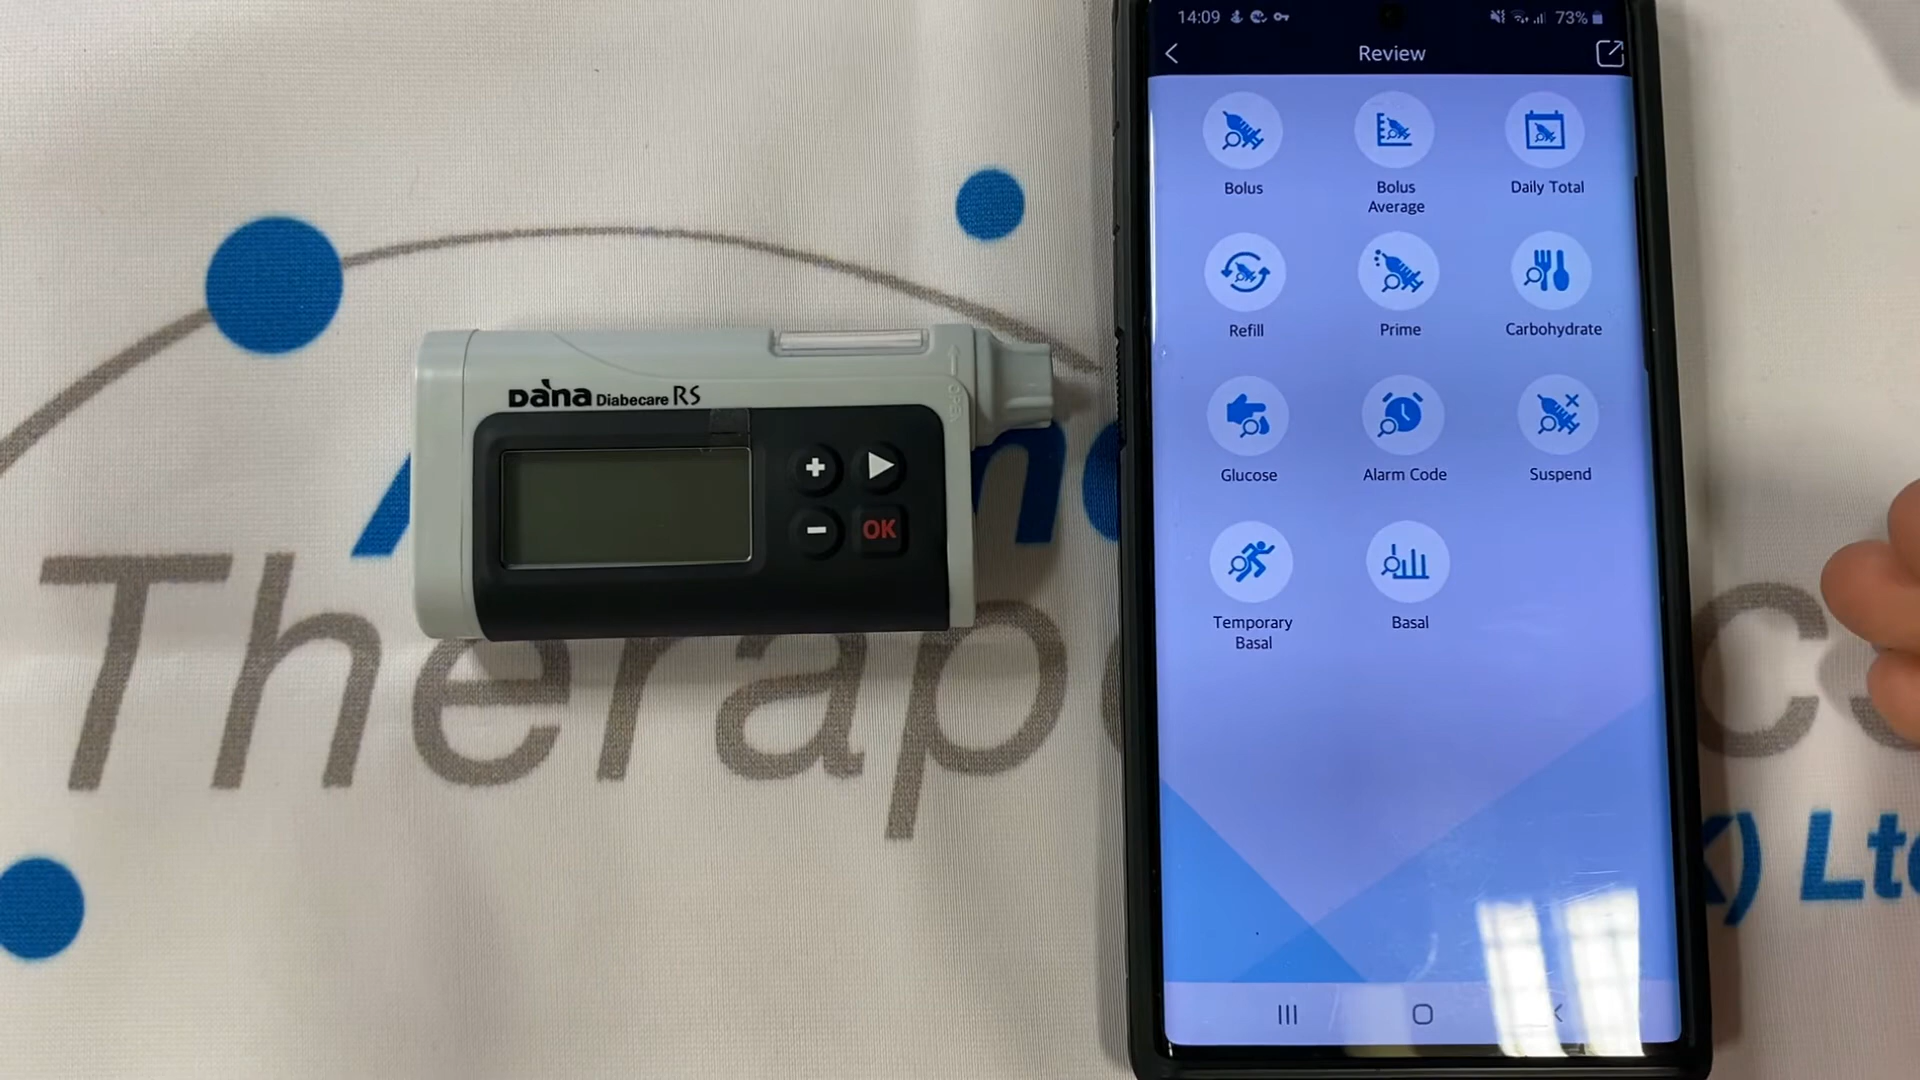 14:09
73%
Review
Bolus
Bolus
Average
Daily Total
Refill
Prime
Carbohydrate
Glucose
Alarm Code
Suspend
Temporary
Basal
Basal
Dana Diabecare RS
+
-
OK
Therap
cs
) Ltd